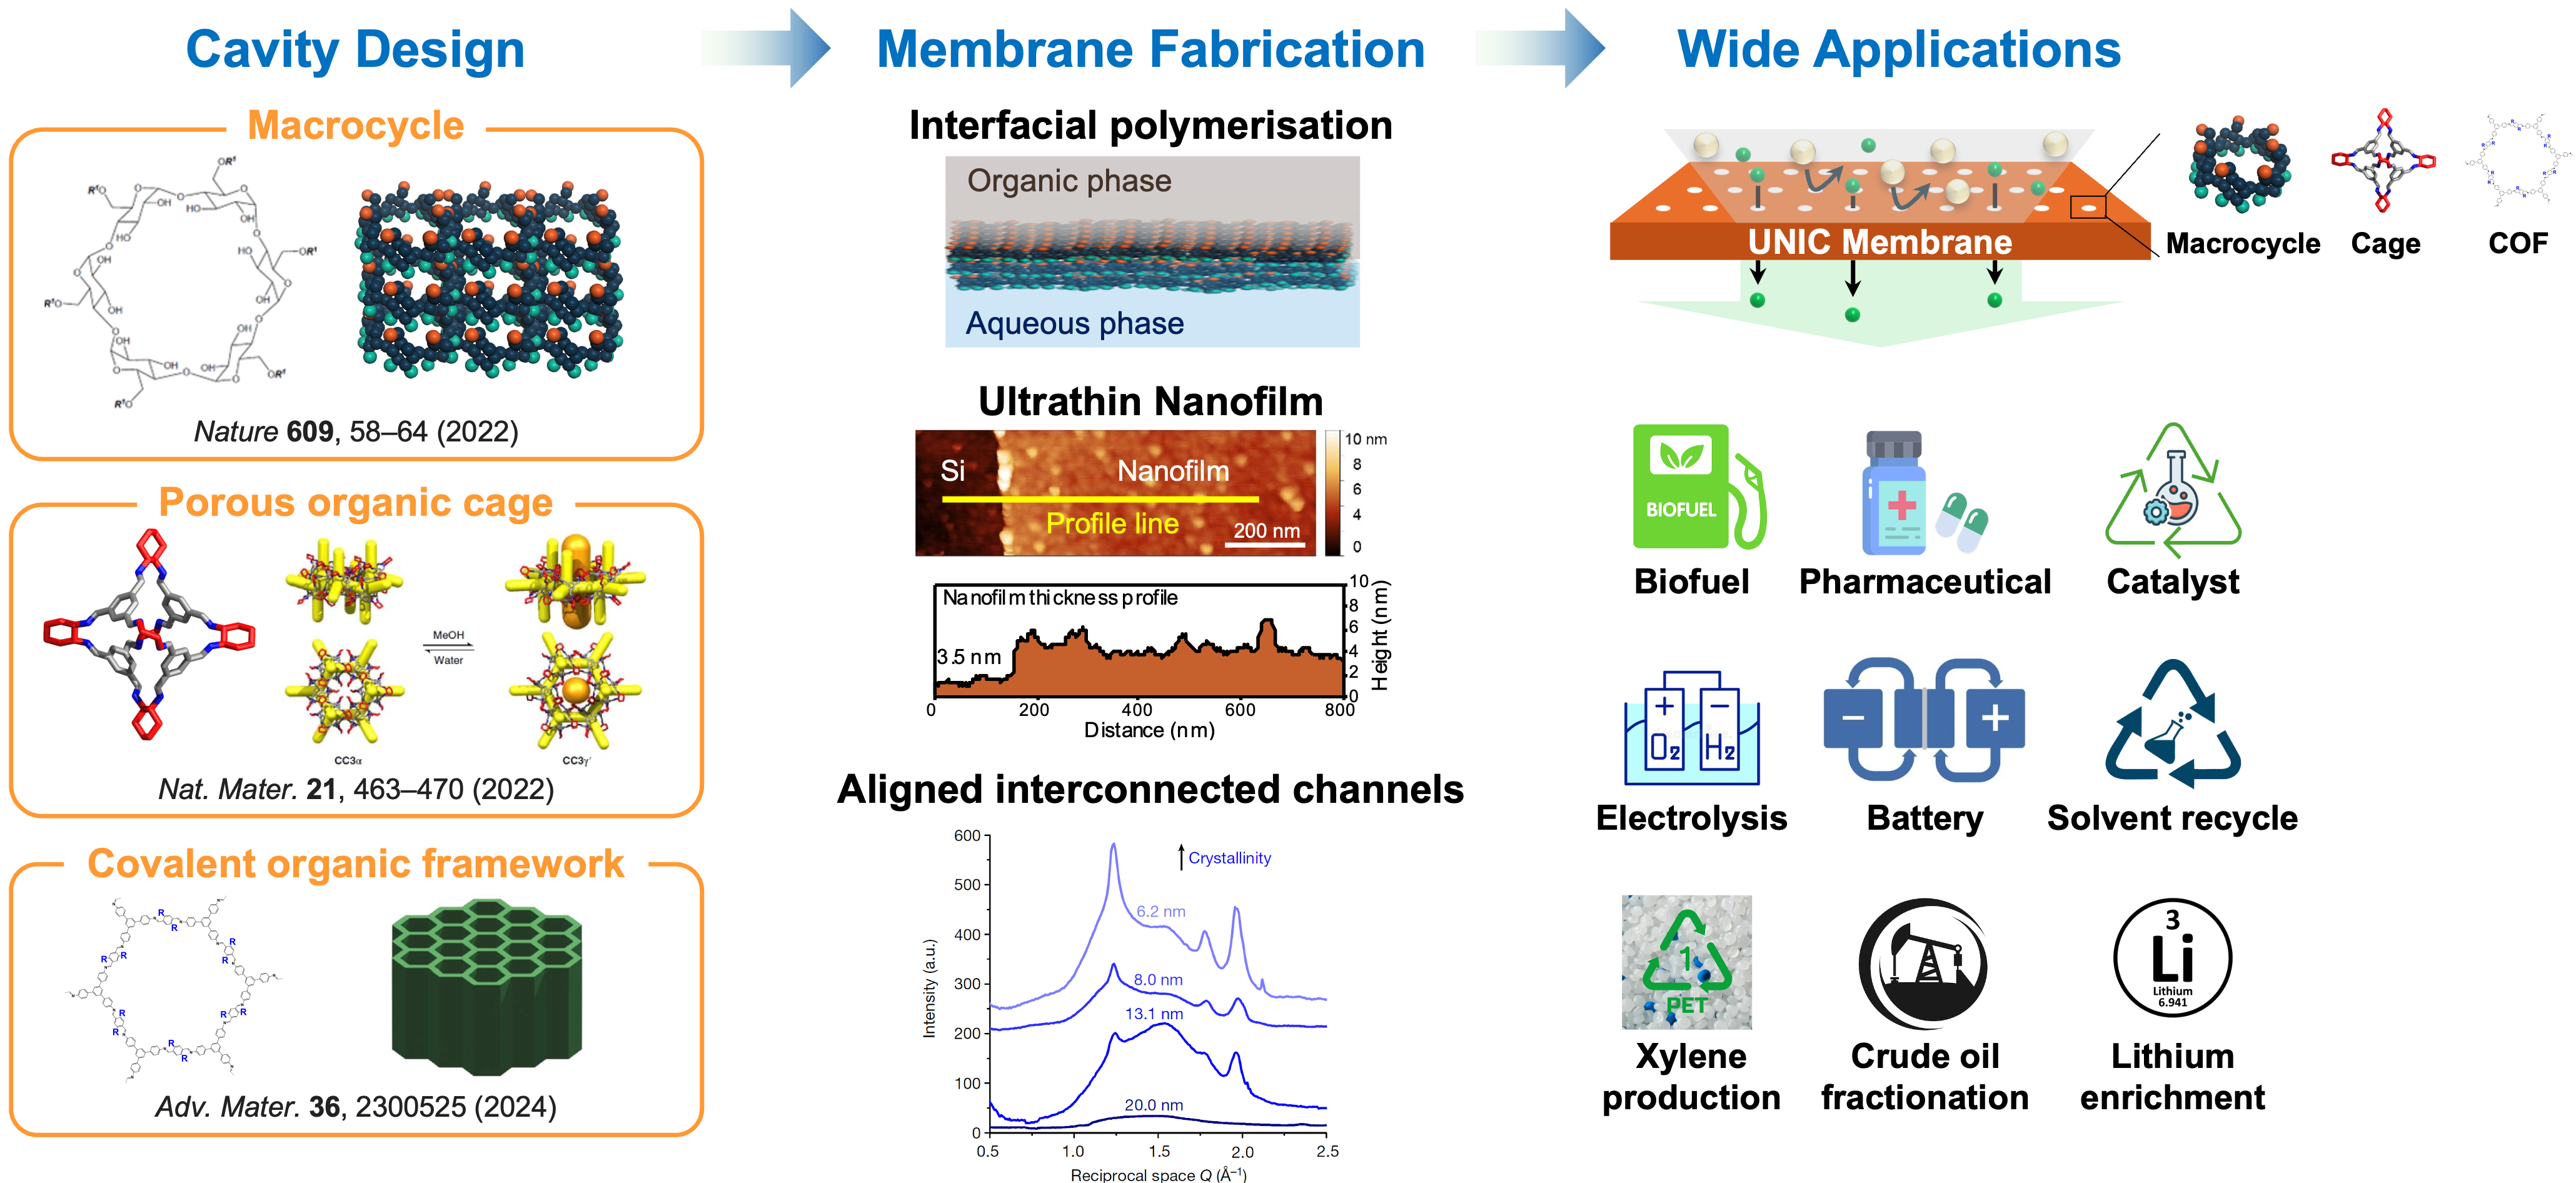 Cavity Design
Membrane Fabrication
Wide Applications
Macrocycle
OR¹
R¹O
OH
HO
OH
O
O
O
HO
HO
OR¹
OH
OH
R¹O
OH
OH
OH
OH
OH
OR¹
R¹O
Nature 609, 58–64 (2022)
Porous organic cage
MeOH
Water
CC3α
CC3γ′
Nat. Mater. 21, 463–470 (2022)
Covalent organic framework
R
R
R
R
R
R
R
R
R
R
R
R
Adv. Mater. 36, 2300525 (2024)
Interfacial polymerisation
Organic phase
Aqueous phase
Ultrathin Nanofilm
Si
Nanofilm
Profile line
200 nm
10 nm
8
6
4
0
Nanofilm thickness profile
3.5 nm
10
8
6
4
2
0
Height (nm)
0 200 400 600 800
Distance (nm)
Aligned interconnected channels
600
500
400
300
200
100
0
Intensity (a.u.)
Crystallinity
6.2 nm
8.0 nm
13.1 nm
20.0 nm
0.5 1.0 1.5 2.0 2.5
Reciprocal space Q (Å⁻¹)
UNIC Membrane
Macrocycle
Cage
COF
BIOFUEL
Biofuel
Pharmaceutical
Catalyst
+ −
O₂ H₂
Electrolysis
− +
Battery
Solvent recycle
1
PET
Xylene
production
Crude oil
fractionation
3
Li
Lithium
6.941
Lithium
enrichment